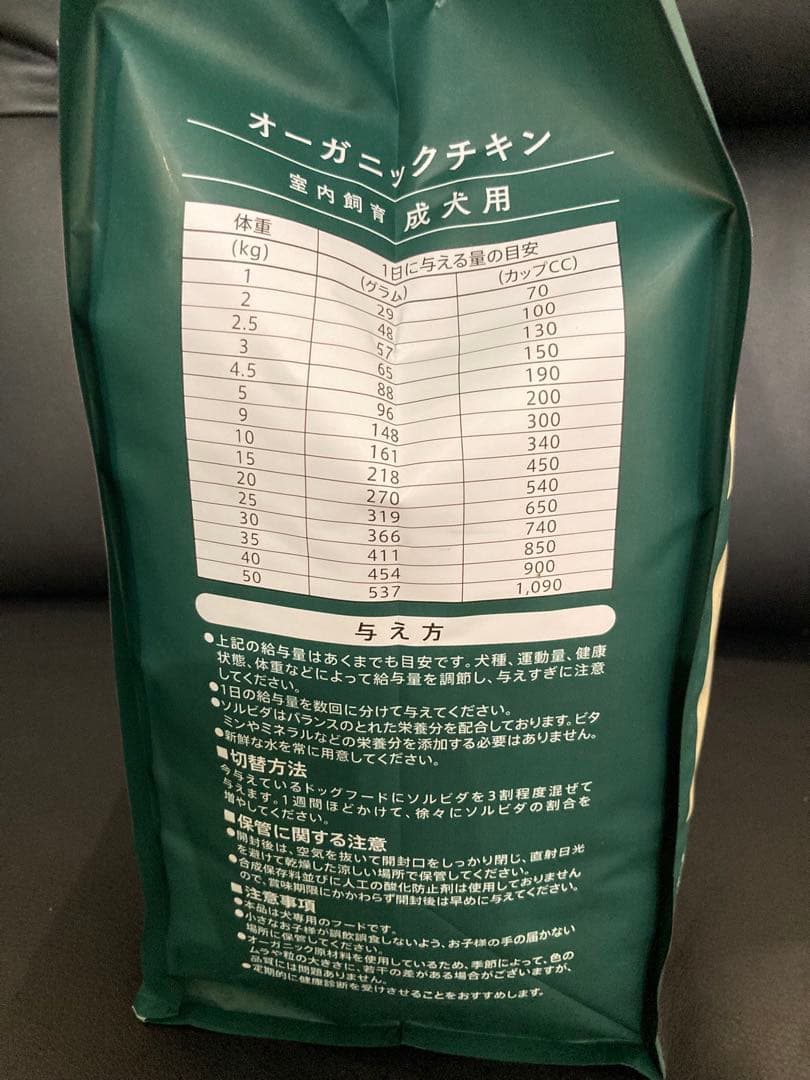 オーガニックチキン
室内飼育 成犬用
体重 1日に与える量の目安
(kg) (グラム) (カップCC)
1 29 70
2 48 100
2.5 57 130
3 65 150
4.5 88 190
5 96 200
9 148 300
10 161 340
15 218 450
20 270 540
25 319 650
30 366 740
35 411 850
40 454 900
50 537 1,090
与え方
●上記の給与量はあくまでも目安です。犬種、運動量、健康
状態、体重などによって給与量を調節し、与えすぎに注意
してください。
●1日の給与量を数回に分けて与えてください。
●ソルビダはバランスのとれた栄養分を配合しております。ビタ
ミンやミネラルなどの栄養分を添加する必要はありません。
●新鮮な水を常に用意してください。
■切替方法
今与えているドッグフードにソルビダを3割程度混ぜて
与えます。1週間ほどかけて、徐々にソルビダの割合を
増やしてください。
■保管に関する注意
●開封後は、空気を抜いて開封口をしっかり閉じ、直射日光
を避けて乾燥した涼しい場所で保管してください。
●合成保存料並びに人工の酸化防止剤は使用しておりません
ので、賞味期限にかかわらず開封後は早めに与えてください。
■注意事項
●本品は犬専用のフードです。
●小さなお子様が誤飲誤食しないよう、お子様の手の届かない
場所に保管してください。
●オーガニック原材料を使用しているため、季節によって、色の
ムラや粒の大きさに、若干の差がある場合がございますが、
品質には問題ありません。
●定期的に健康診断を受けさせることをおすすめします。